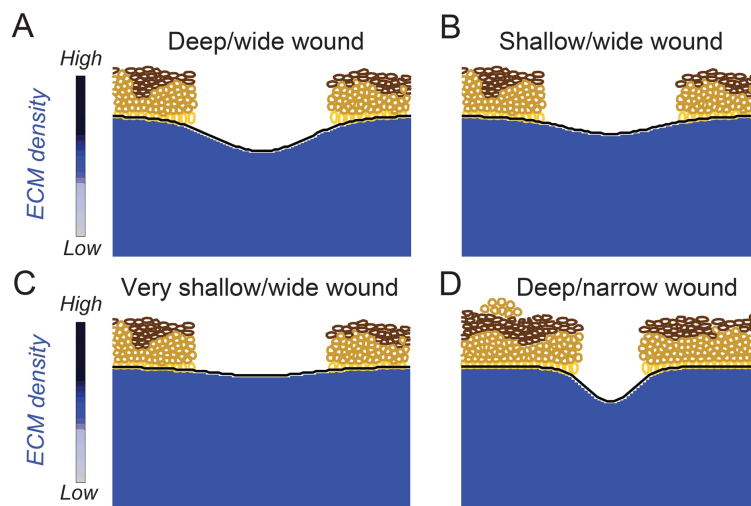 A
Deep/wide wound
High
ECM density
Low
B
Shallow/wide wound
C
Very shallow/wide wound
High
ECM density
Low
D
Deep/narrow wound